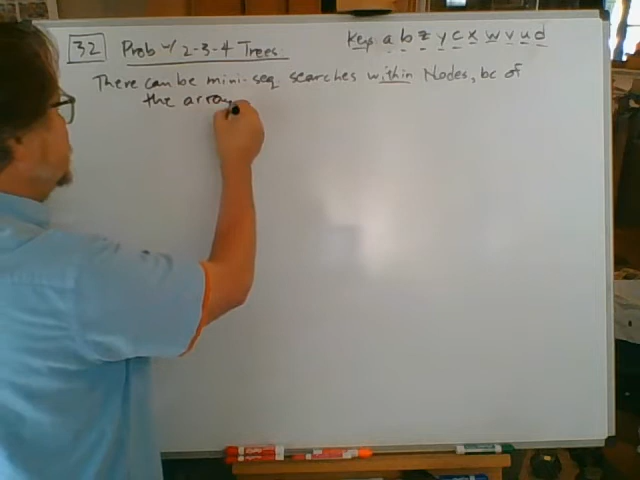 32 Prob w/ 2-3-4 Trees Keys a b z y c x w v u d
There can be mini-seq searches within Nodes, bc of
the array